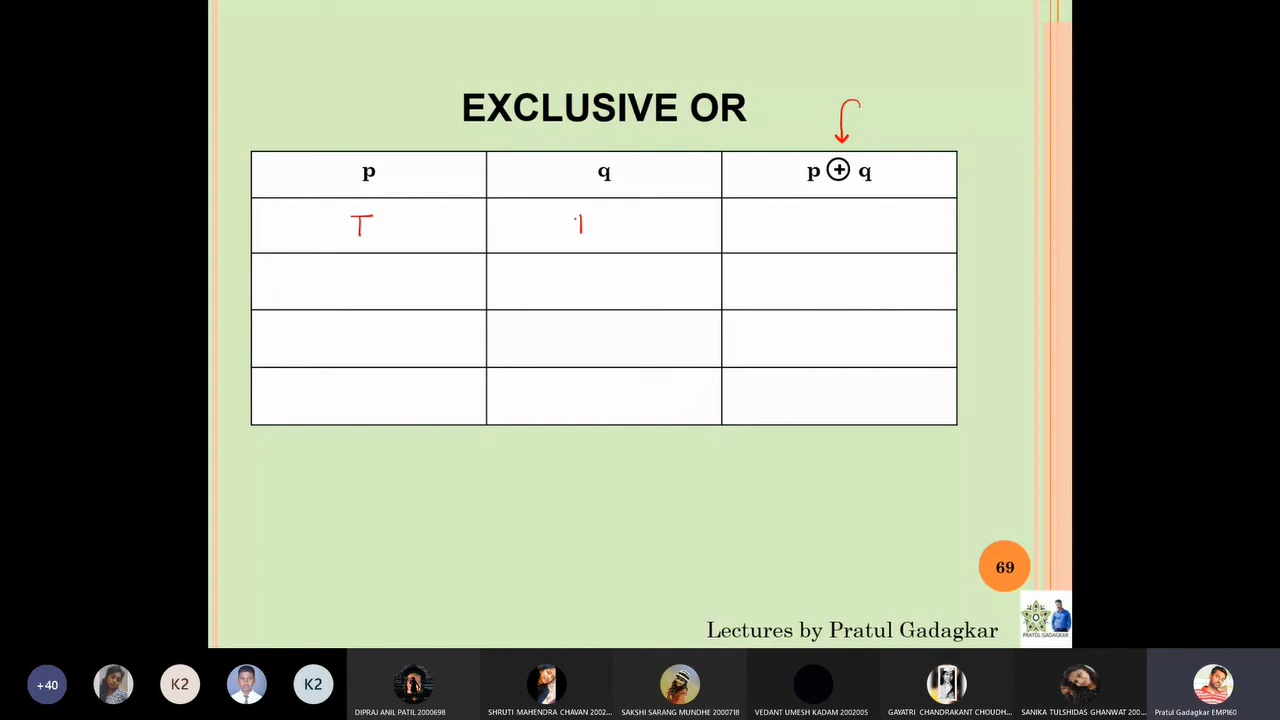 EXCLUSIVE OR
p q p ⊕ q
T
69
Lectures by Pratul Gadagkar
PRATUL GADAGKAR
+40 K2 K2
DIPRAJ ANIL PATIL 2000698 SHRUTI MAHENDRA CHAVAN 2002... SAKSHI SARANG MUNDHE 2000718 VEDANT UMESH KADAM 2002005 GAYATRI CHANDRAKANT CHOUDH... SANIKA TULSHIDAS GHANWAT 200... Pratul Gadagkar EMP160